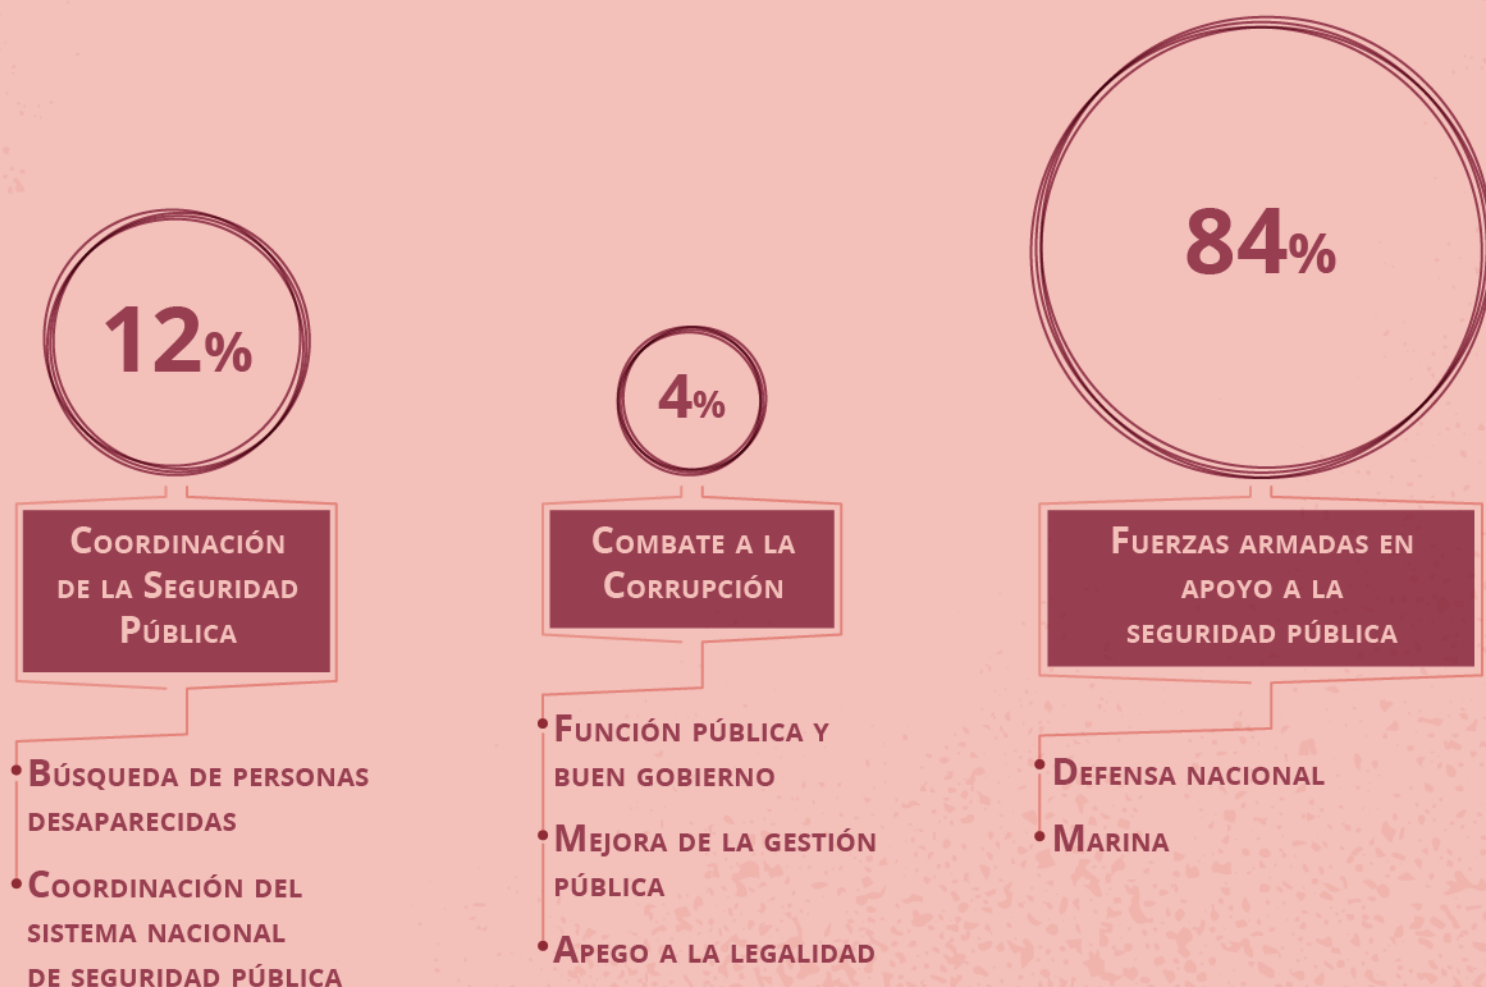 12%
Coordinación
de la Seguridad
Pública
Búsqueda de personas
desaparecidas
Coordinación del
sistema nacional
de seguridad pública
4%
Combate a la
Corrupción
Función pública y
buen gobierno
Mejora de la gestión
pública
Apego a la legalidad
84%
Fuerzas armadas en
apoyo a la
seguridad pública
Defensa nacional
Marina